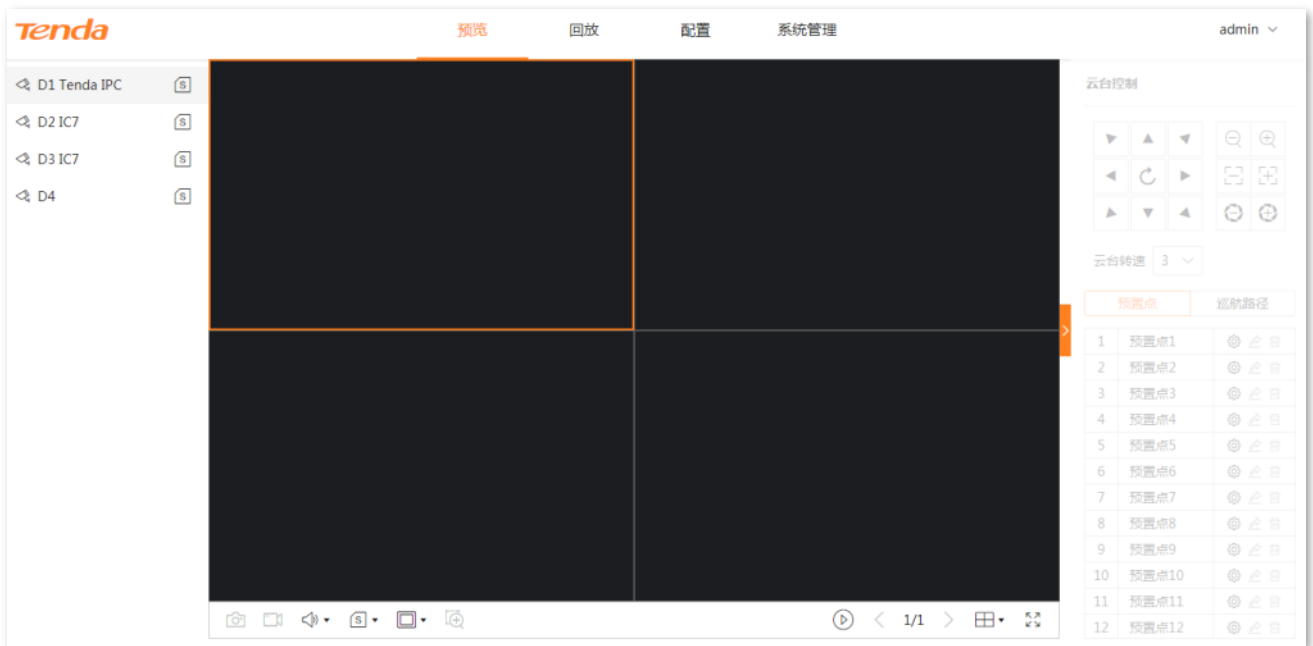 Tenda
预览 回放 配置 系统管理 admin
D1 Tenda IPC S
D2 IC7 S
D3 IC7 S
D4 S
云台控制
云台转速 3
预置点 巡航路径
1 预置点1
2 预置点2
3 预置点3
4 预置点4
5 预置点5
6 预置点6
7 预置点7
8 预置点8
9 预置点9
10 预置点10
11 预置点11
12 预置点12
S 1/1